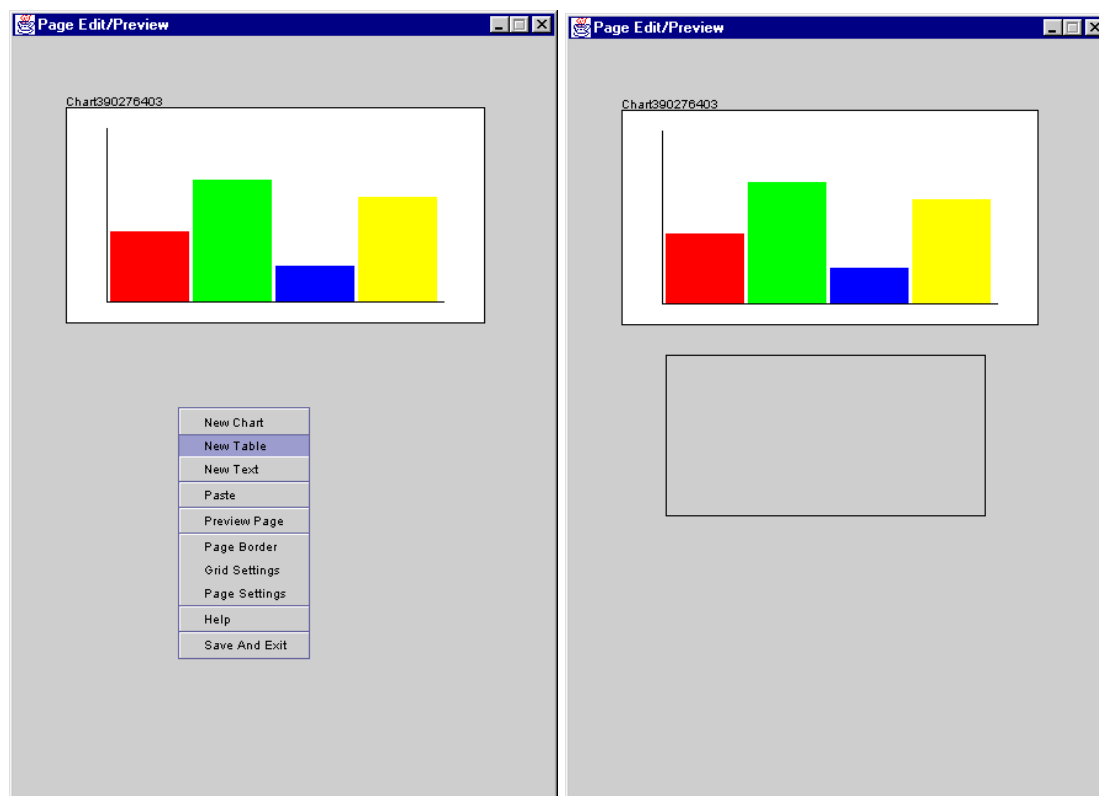 Page Edit/Preview
Chart390276403
New Chart
New Table
New Text
Paste
Preview Page
Page Border
Grid Settings
Page Settings
Help
Save And Exit
Page Edit/Preview
Chart390276403